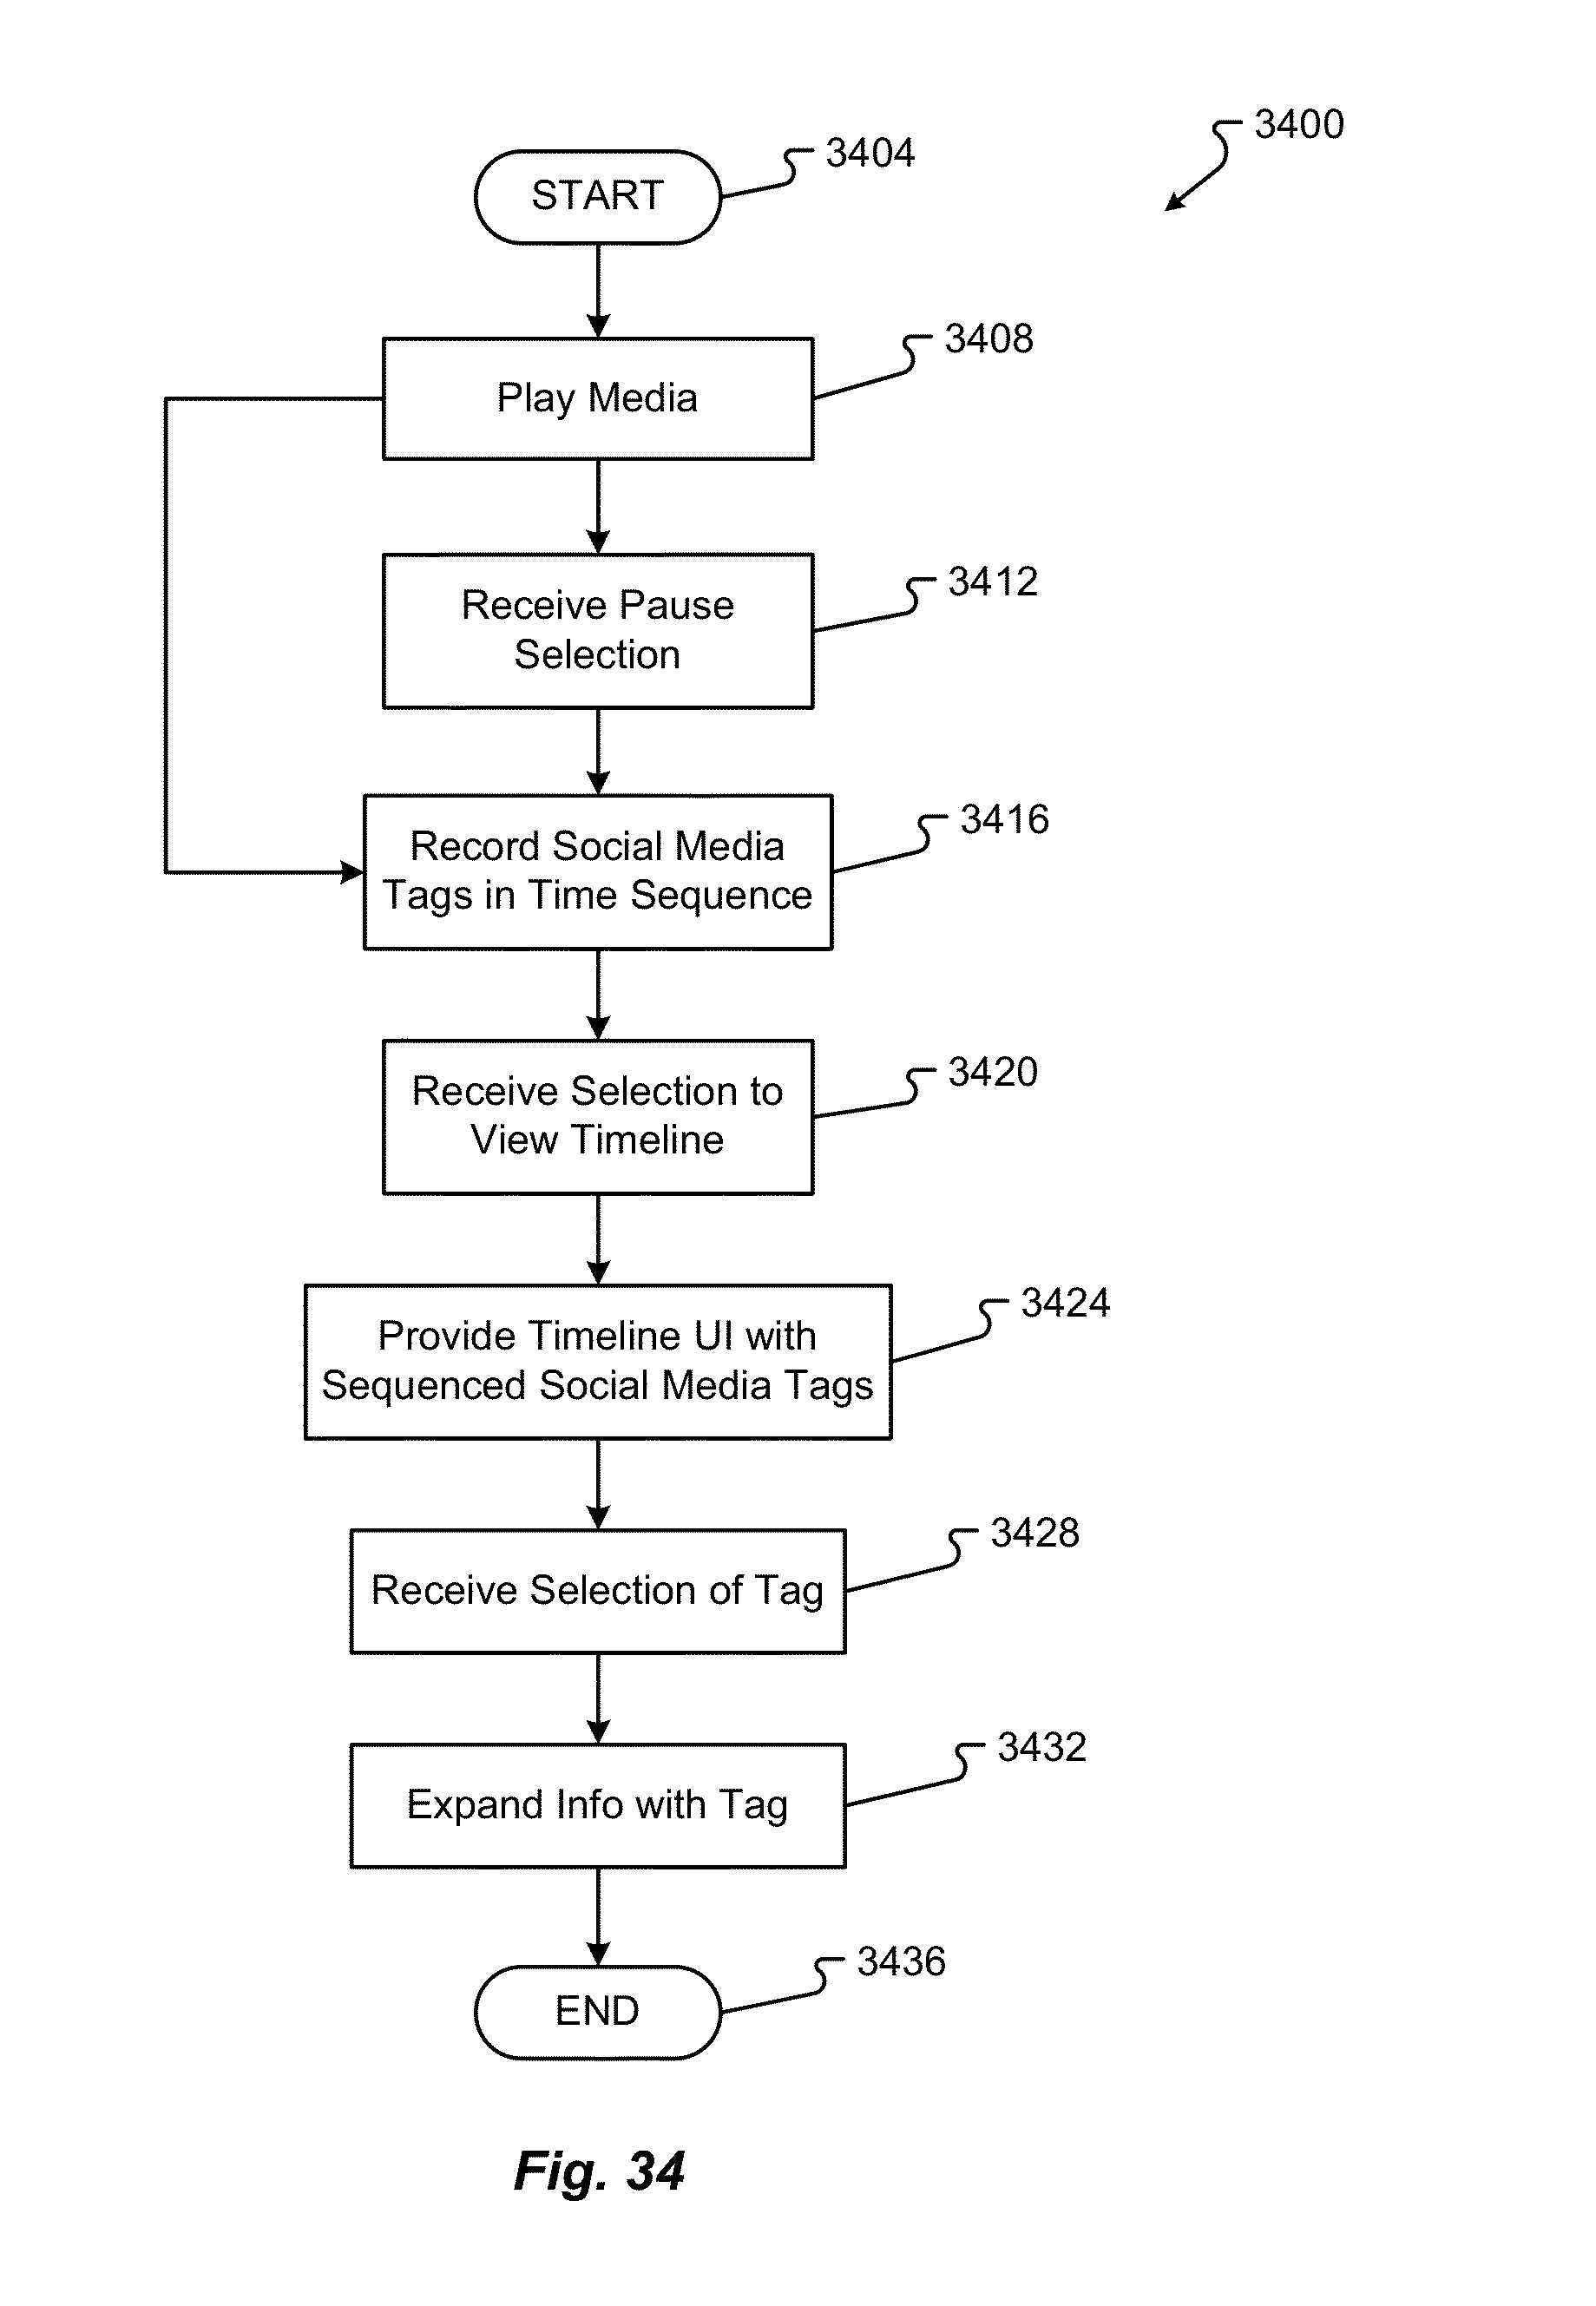 3400
3404
START
3408
Play Media
3412
Receive Pause
Selection
3416
Record Social Media
Tags in Time Sequence
3420
Receive Selection to
View Timeline
3424
Provide Timeline UI with
Sequenced Social Media Tags
3428
Receive Selection of Tag
3432
Expand Info with Tag
3436
END
Fig. 34